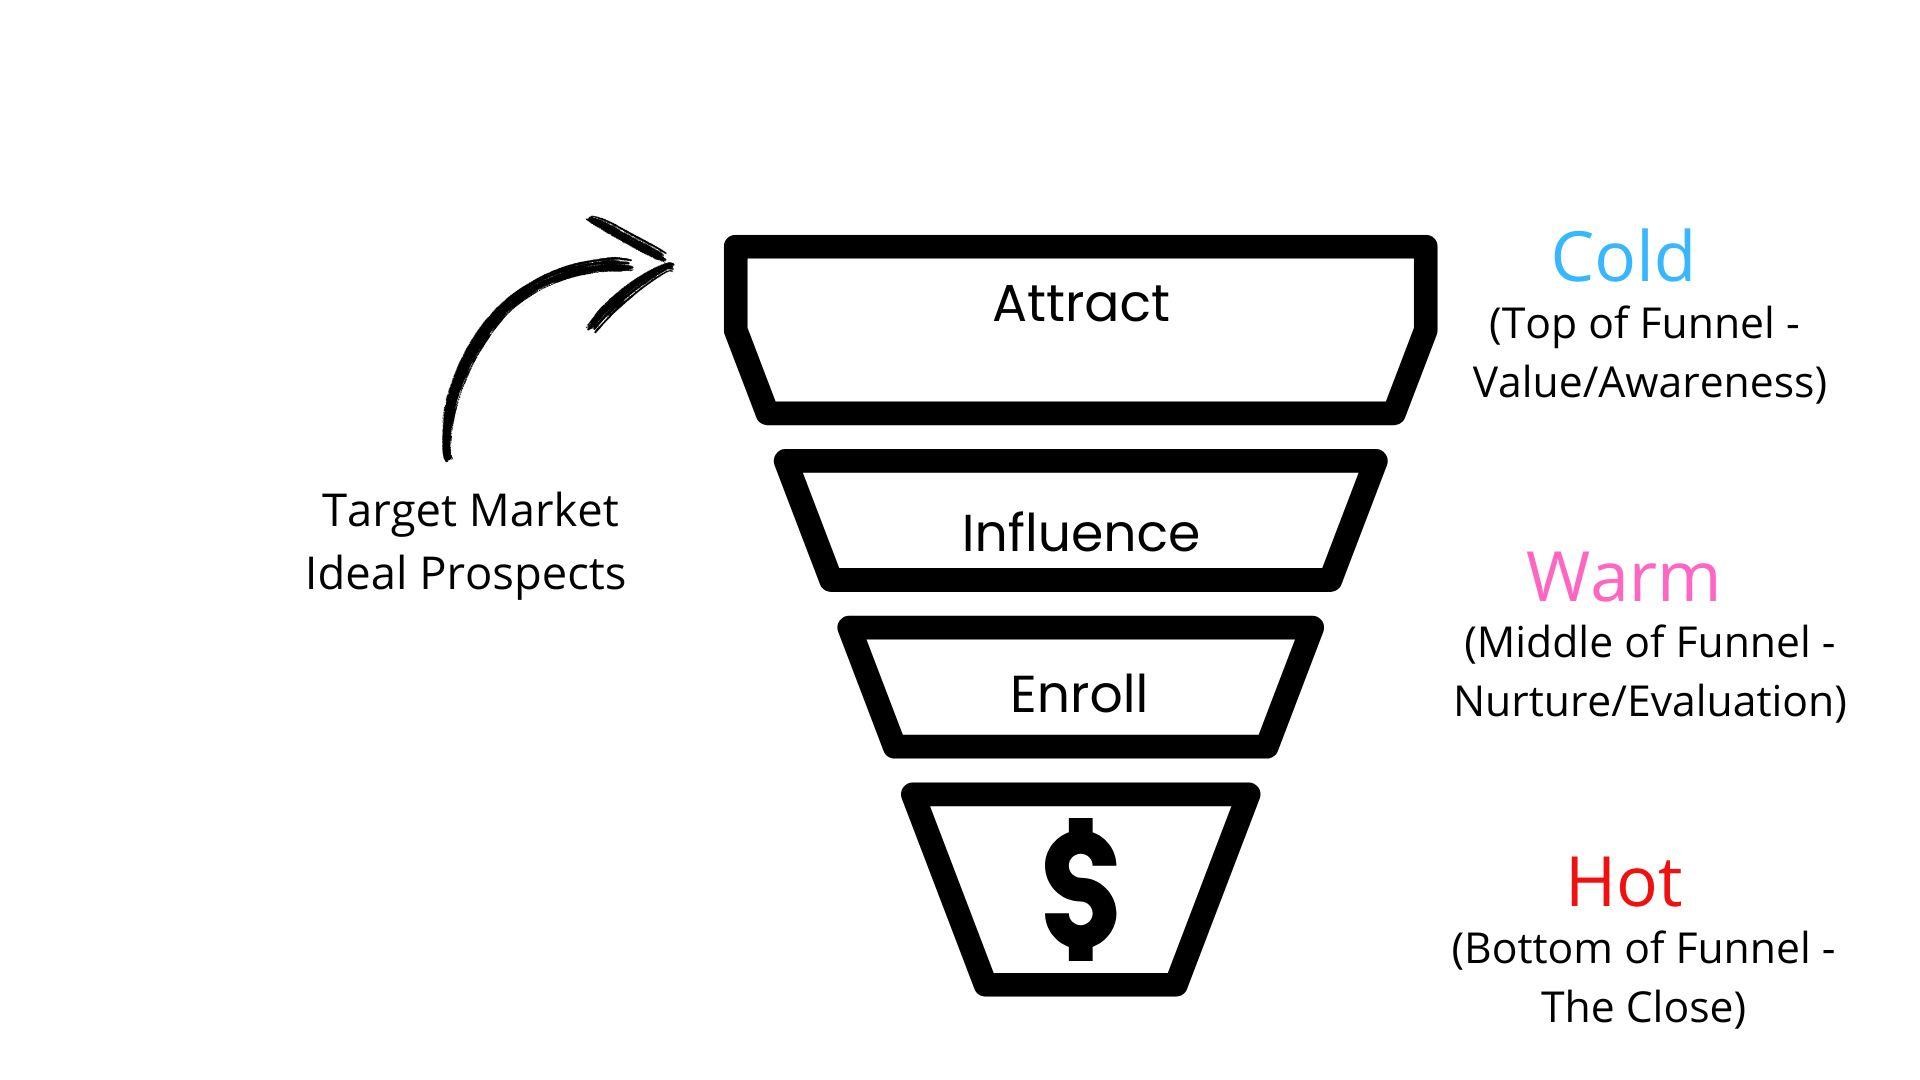 Attract
Influence
Enroll
$
Target Market
Ideal Prospects
Cold
(Top of Funnel -
Value/Awareness)
Warm
(Middle of Funnel -
Nurture/Evaluation)
Hot
(Bottom of Funnel -
The Close)